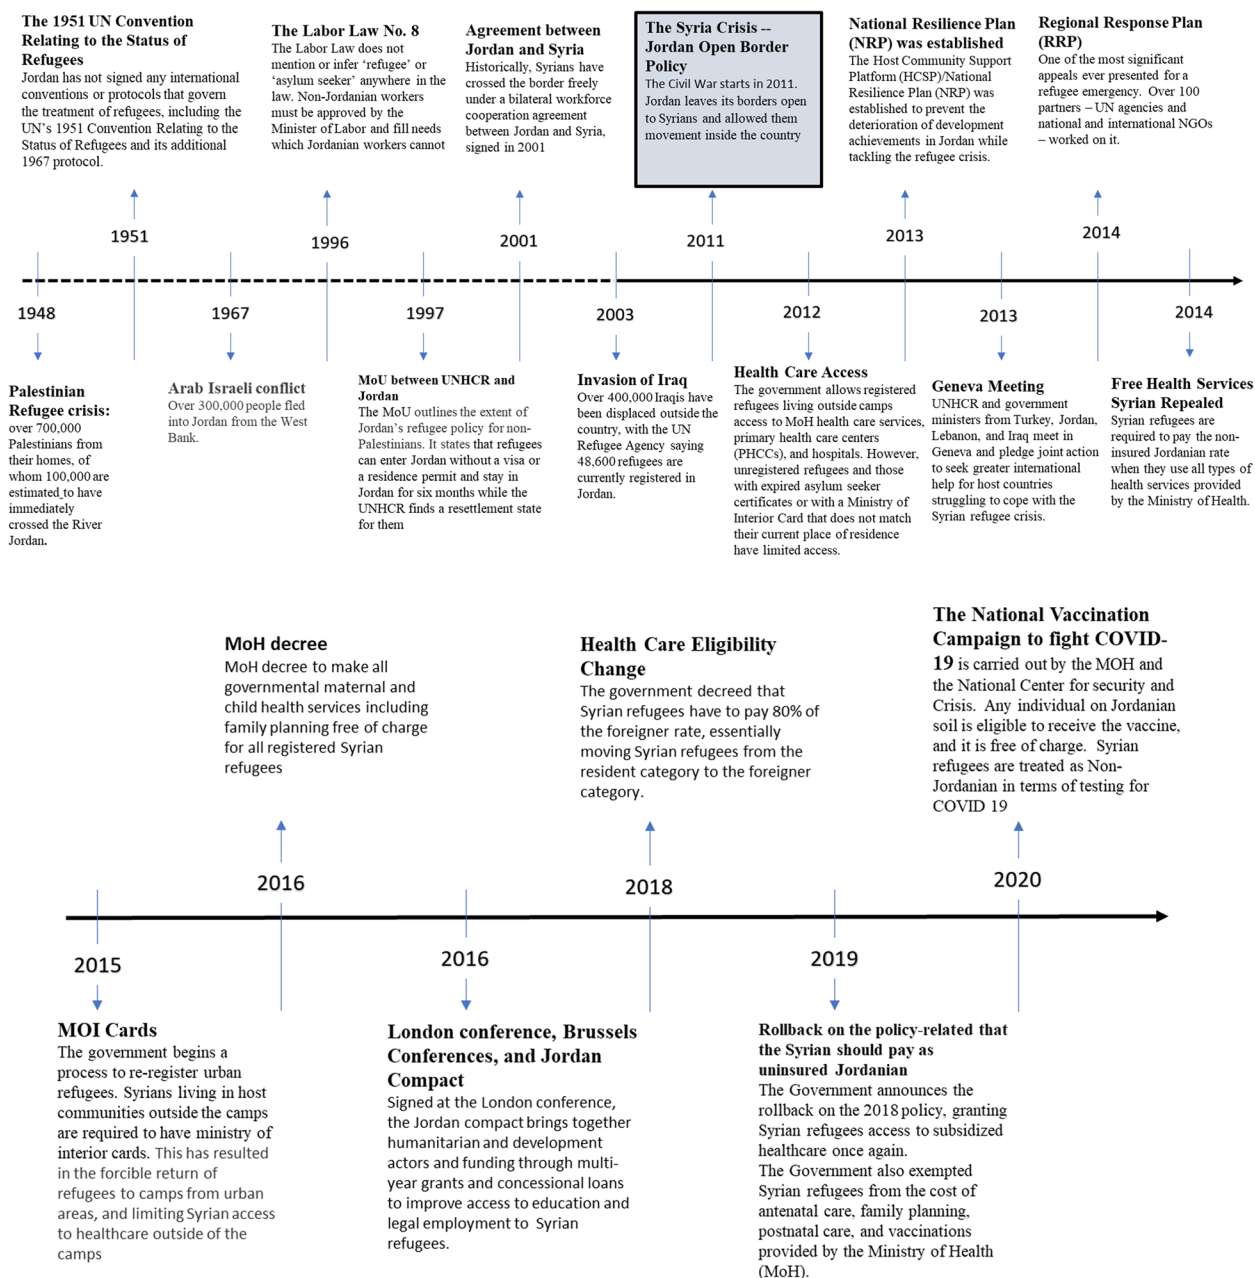 The 1951 UN Convention
Relating to the Status of
Refugees
Jordan has not signed any international
conventions or protocols that govern
the treatment of refugees, including the
UN's 1951 Convention Relating to the
Status of Refugees and its additional
1967 protocol.
The Labor Law No. 8
The Labor Law does not
mention or infer 'refugee' or
'asylum seeker' anywhere in the
law. Non-Jordanian workers
must be approved by the
Minister of Labor and fill needs
which Jordanian workers cannot
Agreement between
Jordan and Syria
Historically, Syrians have
crossed the border freely
under a bilateral workforce
cooperation agreement
between Jordan and Syria,
signed in 2001
The Syria Crisis --
Jordan Open Border
Policy
The Civil War starts in 2011.
Jordan leaves its borders open
to Syrians and allowed them
movement inside the country
National Resilience Plan
(NRP) was established
The Host Community Support
Platform (HCSP)/National
Resilience Plan (NRP) was
established to prevent the
deterioration of development
achievements in Jordan while
tackling the refugee crisis.
Regional Response Plan
(RRP)
One of the most significant
appeals ever presented for a
refugee emergency. Over 100
partners – UN agencies and
national and international NGOs
– worked on it.
1951
1996
2001
2011
2013
2014
1948
1967
1997
2003
2012
2013
2014
Palestinian
Refugee crisis:
over 700,000
Palestinians from
their homes, of
whom 100,000 are
estimated to have
immediately
crossed the River
Jordan.
Arab Israeli conflict
Over 300,000 people fled
into Jordan from the West
Bank.
MoU between UNHCR and
Jordan
The MoU outlines the extent of
Jordan's refugee policy for non-
Palestinians. It states that refugees
can enter Jordan without a visa or
a residence permit and stay in
Jordan for six months while the
UNHCR finds a resettlement state
for them
Invasion of Iraq
Over 400,000 Iraqis have
been displaced outside the
country, with the UN
Refugee Agency saying
48,600 refugees are
currently registered in
Jordan.
Health Care Access
The government allows registered
refugees living outside camps
access to MoH health care services,
primary health care centers
(PHCCs), and hospitals. However,
unregistered refugees and those
with expired asylum seeker
certificates or with a Ministry of
Interior Card that does not match
their current place of residence
have limited access.
Geneva Meeting
UNHCR and government
ministers from Turkey, Jordan,
Lebanon, and Iraq meet in
Geneva and pledge joint action
to seek greater international
help for host countries
struggling to cope with the
Syrian refugee crisis.
Free Health Services
Syrian Repealed
Syrian refugees are
required to pay the non-
insured Jordanian rate
when they use all types of
health services provided
by the Ministry of Health.
MoH decree
MoH decree to make all
governmental maternal and
child health services including
family planning free of charge
for all registered Syrian
refugees
Health Care Eligibility
Change
The government decreed that
Syrian refugees have to pay 80% of
the foreigner rate, essentially
moving Syrian refugees from the
resident category to the foreigner
category.
The National Vaccination
Campaign to fight COVID-
19 is carried out by the MOH and
the National Center for security and
Crisis. Any individual on Jordanian
soil is eligible to receive the vaccine,
and it is free of charge. Syrian
refugees are treated as Non-
Jordanian in terms of testing for
COVID 19
2016
2018
2020
2015
2016
2019
MOI Cards
The government begins a
process to re-register urban
refugees. Syrians living in host
communities outside the camps
are required to have ministry of
interior cards. This has resulted
in the forcible return of
refugees to camps from urban
areas, and limiting Syrian access
to healthcare outside of the
camps
London conference, Brussels
Conferences, and Jordan
Compact
Signed at the London conference,
the Jordan compact brings together
humanitarian and development
actors and funding through multi-
year grants and concessional loans
to improve access to education and
legal employment to Syrian
refugees.
Rollback on the policy-related that
the Syrian should pay as
uninsured Jordanian
The Government announces the
rollback on the 2018 policy, granting
Syrian refugees access to subsidized
healthcare once again.
The Government also exempted
Syrian refugees from the cost of
antenatal care, family planning,
postnatal care, and vaccinations
provided by the Ministry of Health
(MoH).